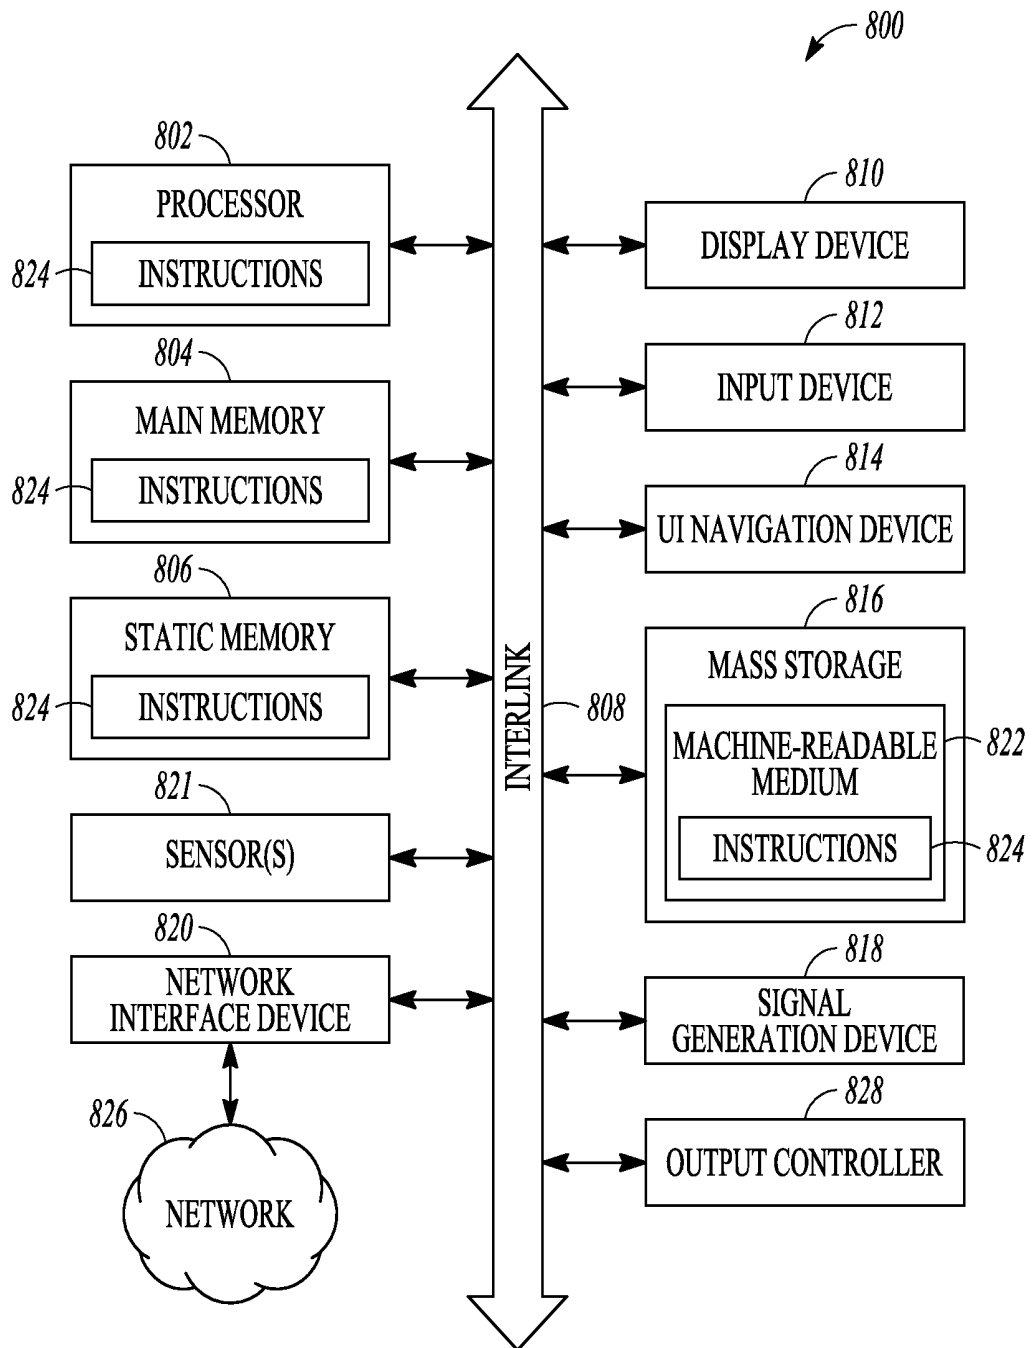 800
802
PROCESSOR
824
INSTRUCTIONS
804
MAIN MEMORY
824
INSTRUCTIONS
806
STATIC MEMORY
824
INSTRUCTIONS
821
SENSOR(S)
820
NETWORK
INTERFACE DEVICE
826
NETWORK
INTERLINK
808
810
DISPLAY DEVICE
812
INPUT DEVICE
814
UI NAVIGATION DEVICE
816
MASS STORAGE
MACHINE-READABLE
MEDIUM
822
INSTRUCTIONS
824
818
SIGNAL
GENERATION DEVICE
828
OUTPUT CONTROLLER